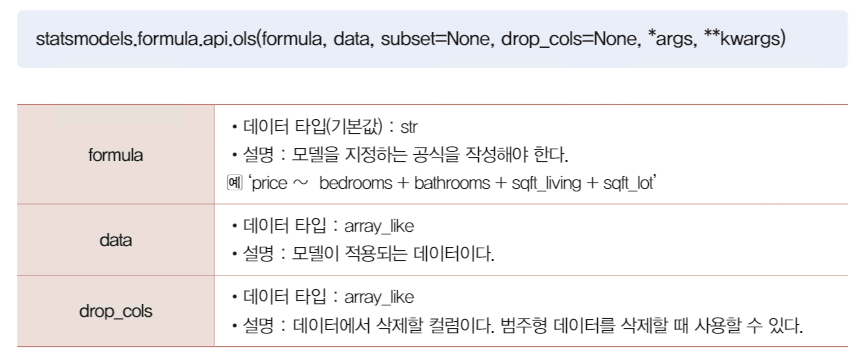 statsmodels.formula.api.ols(formula, data, subset=None, drop_cols=None, *args, **kwargs)
formula
• 데이터 타입(기본값) : str
• 설명 : 모델을 지정하는 공식을 작성해야 한다.
예 ‘price ~ bedrooms + bathrooms + sqft_living + sqft_lot’
data
• 데이터 타입 : array_like
• 설명 : 모델이 적용되는 데이터이다.
drop_cols
• 데이터 타입 : array_like
• 설명 : 데이터에서 삭제할 컬럼이다. 범주형 데이터를 삭제할 때 사용할 수 있다.